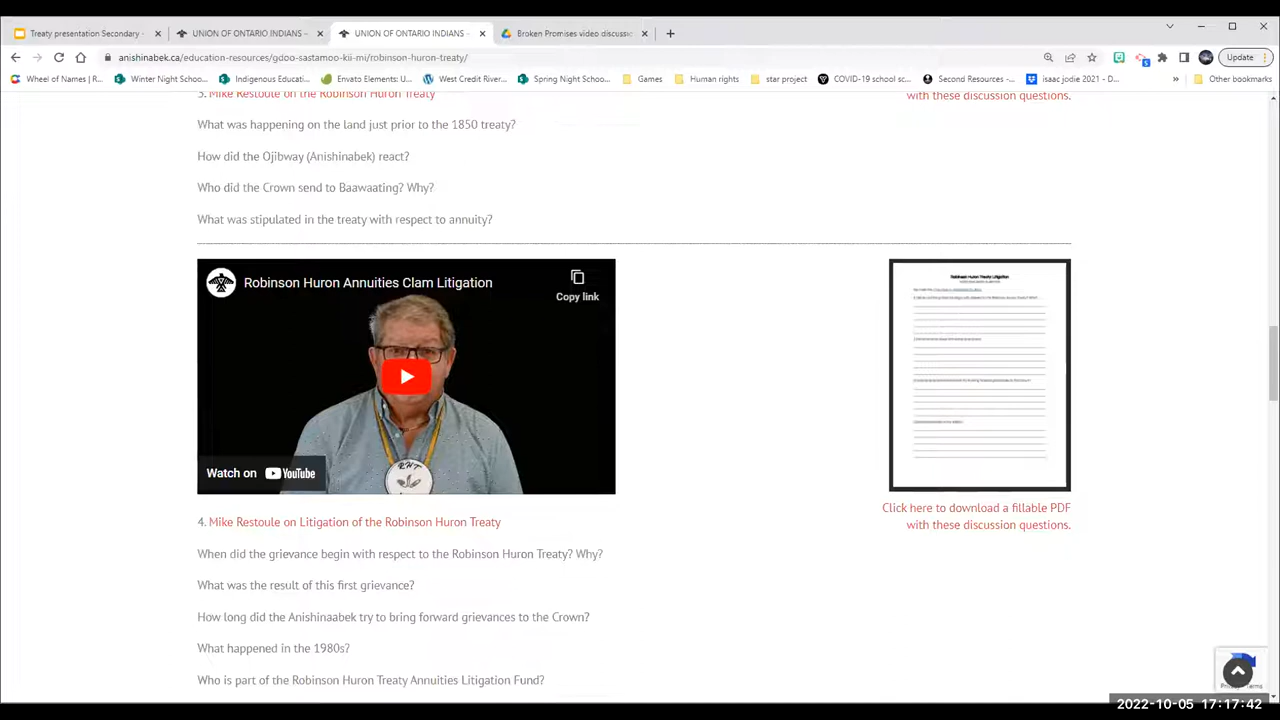 Treaty presentation Secondary -
UNION OF ONTARIO INDIANS -
UNION OF ONTARIO INDIANS -
Broken Promises video discussio
anishinabek.ca/education-resources/gdoo-sastamoo-kii-mi/robinson-huron-treaty/
Update
Wheel of Names | R...
Winter Night Schoo...
Indigenous Educati...
Envato Elements: U...
West Credit River...
Spring Night Schoo...
Games
Human rights
star project
COVID-19 school sc...
Second Resources -...
isaac jodie 2021 - D...
»
Other bookmarks
3. Mike Restoule on the Robinson Huron Treaty
with these discussion questions.
What was happening on the land just prior to the 1850 treaty?
How did the Ojibway (Anishinabek) react?
Who did the Crown send to Baawaating? Why?
What was stipulated in the treaty with respect to annuity?
Robinson Huron Annuities Clam Litigation
Copy link
RHT
Watch on YouTube
Robinson Huron Treaty Litigation
Click here to download a fillable PDF
with these discussion questions.
4. Mike Restoule on Litigation of the Robinson Huron Treaty
When did the grievance begin with respect to the Robinson Huron Treaty? Why?
What was the result of this first grievance?
How long did the Anishinaabek try to bring forward grievances to the Crown?
What happened in the 1980s?
Who is part of the Robinson Huron Treaty Annuities Litigation Fund?
2022-10-05 17:17:42